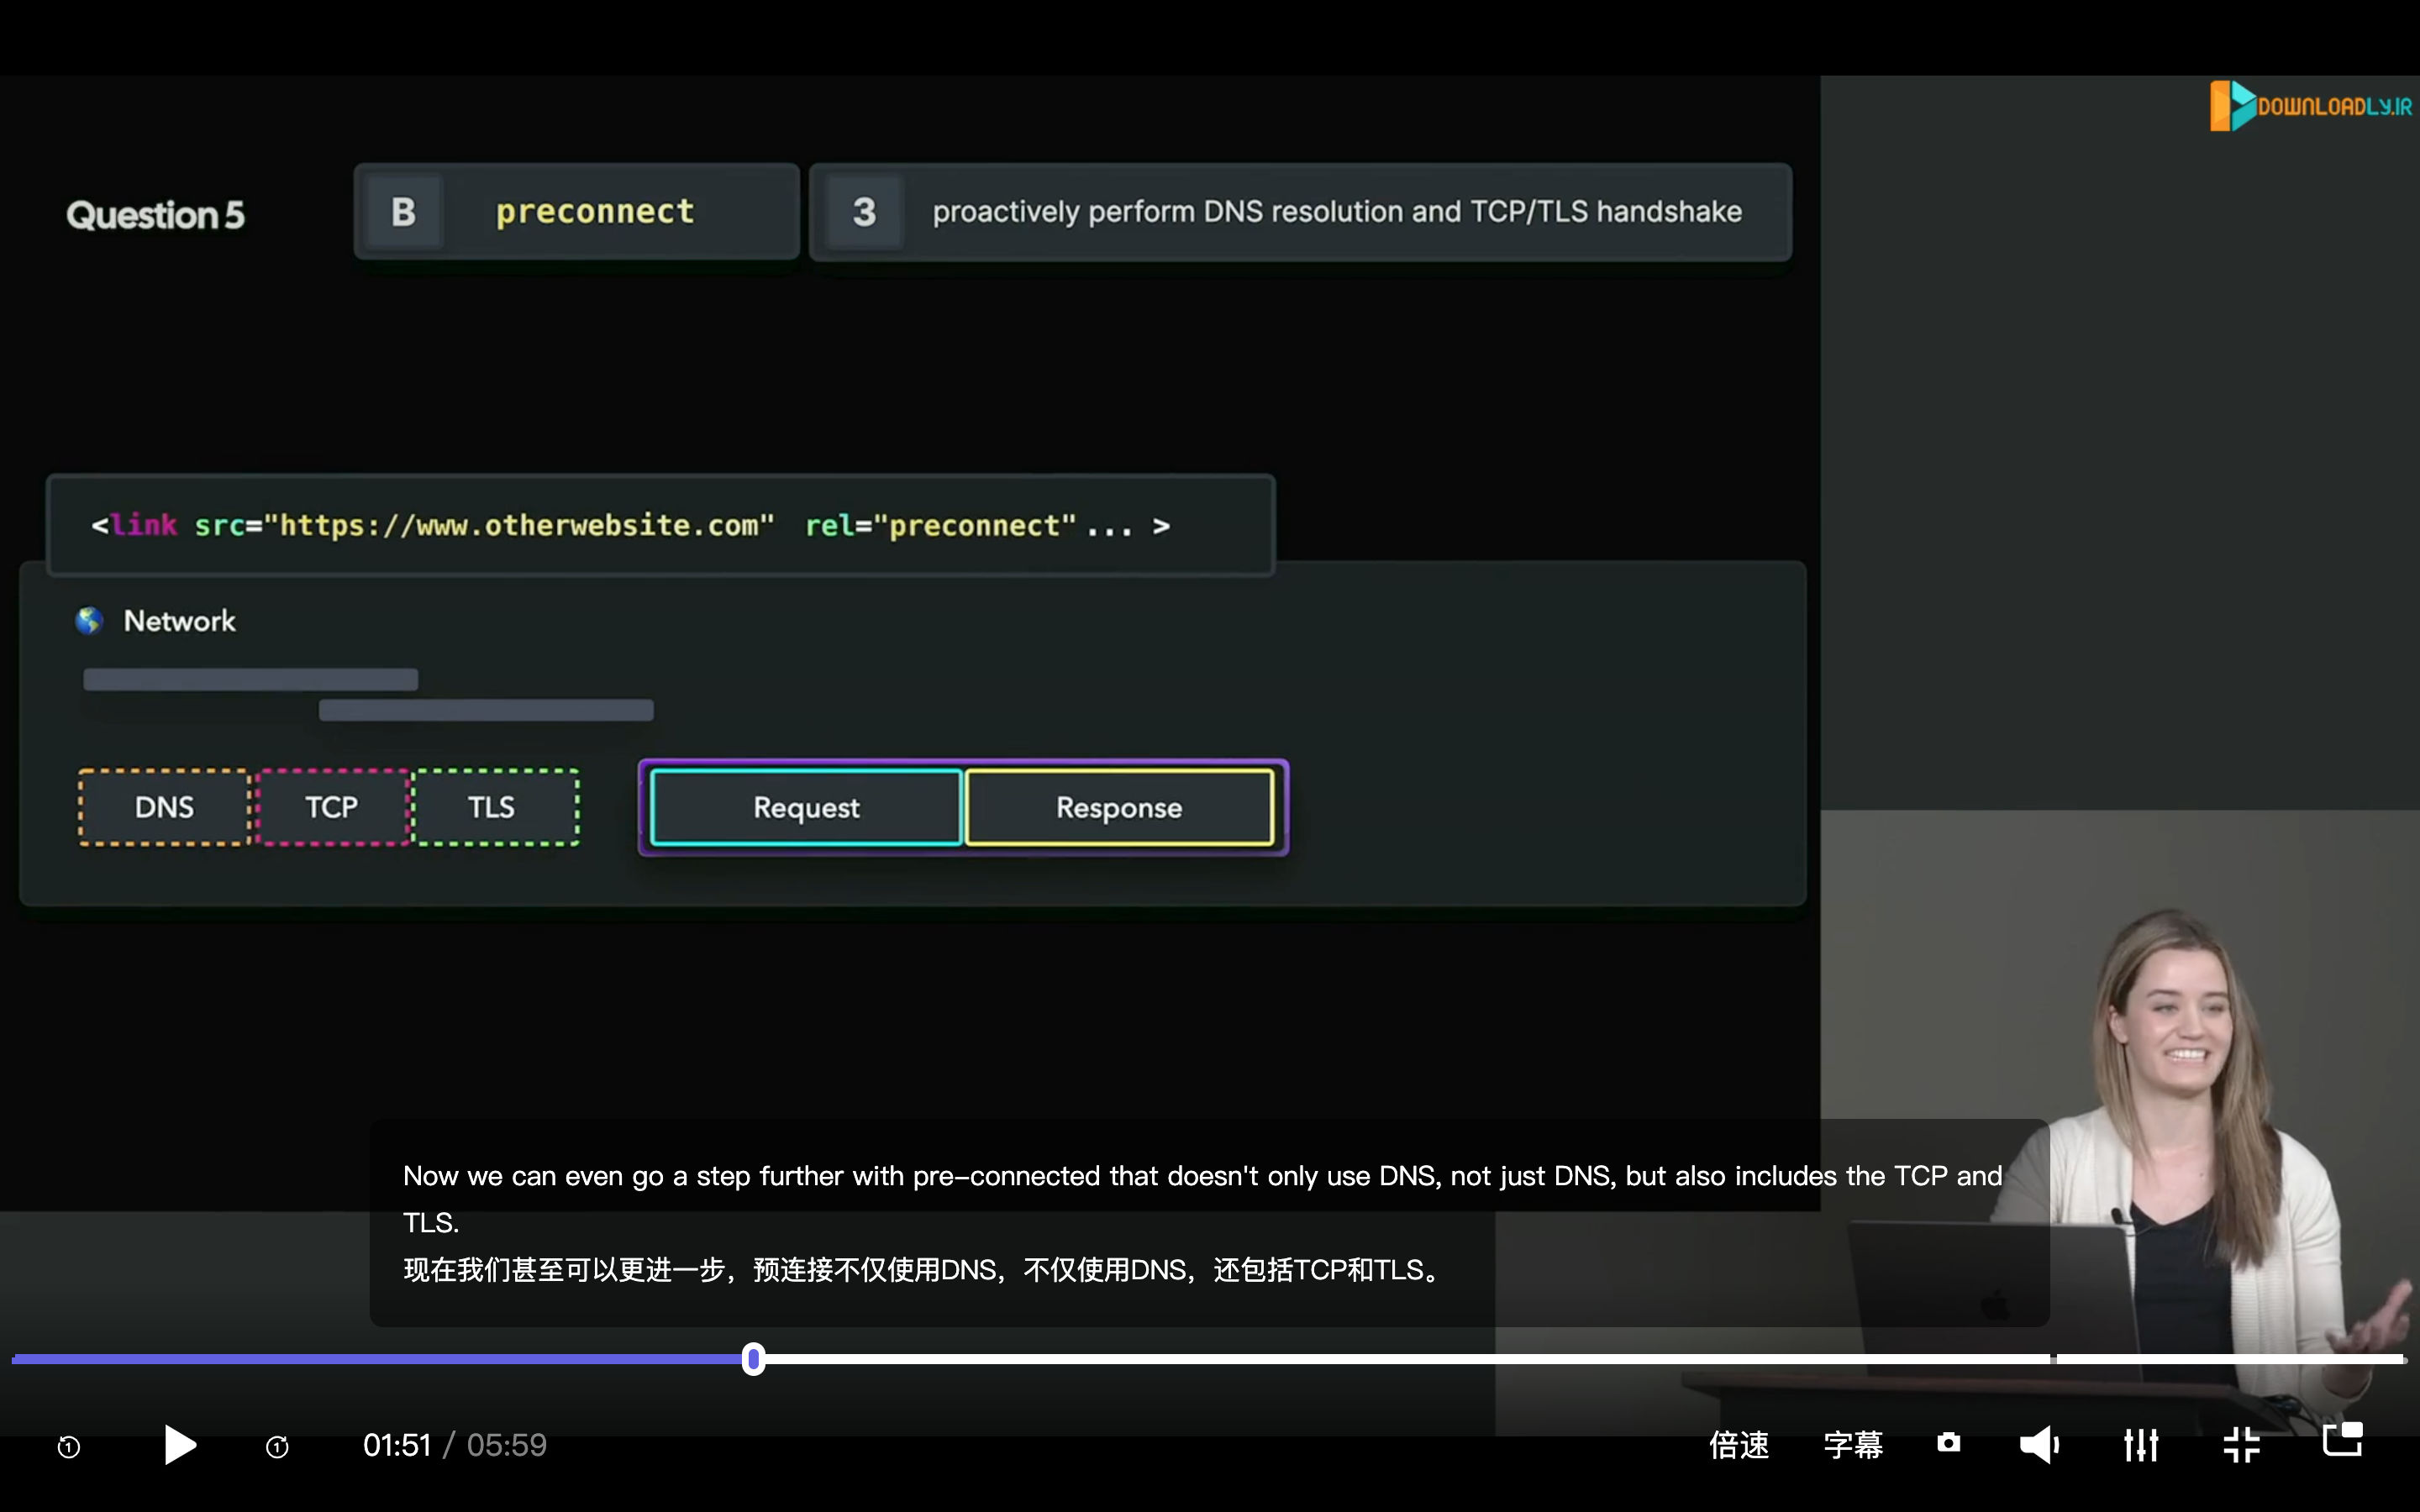 DOWNLOADLY.IR
Question 5
B preconnect
3 proactively perform DNS resolution and TCP/TLS handshake
<link src="https://www.otherwebsite.com" rel="preconnect"... >
Network
DNS TCP TLS Request Response
Now we can even go a step further with pre-connected that doesn't only use DNS, not just DNS, but also includes the TCP and
TLS.
现在我们甚至可以更进一步，预连接不仅使用DNS，不仅使用DNS，还包括TCP和TLS。
1 1 01:51 / 05:59 倍速 字幕